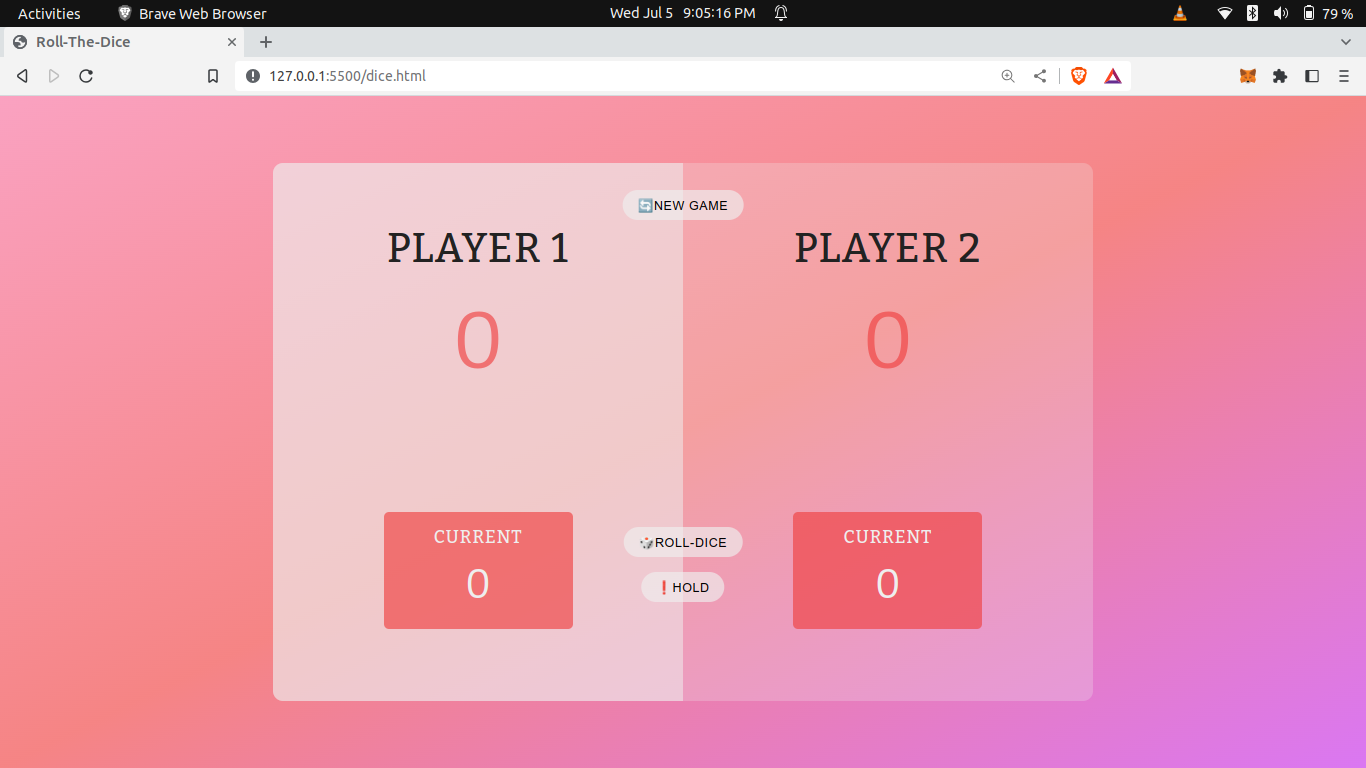 Activities Brave Web Browser Wed Jul 5 9:05:16 PM 79 %
Roll-The-Dice
127.0.0.1:5500/dice.html
🔄NEW GAME
PLAYER 1 PLAYER 2
0 0
CURRENT 🎲ROLL-DICE CURRENT
0 ❗HOLD 0